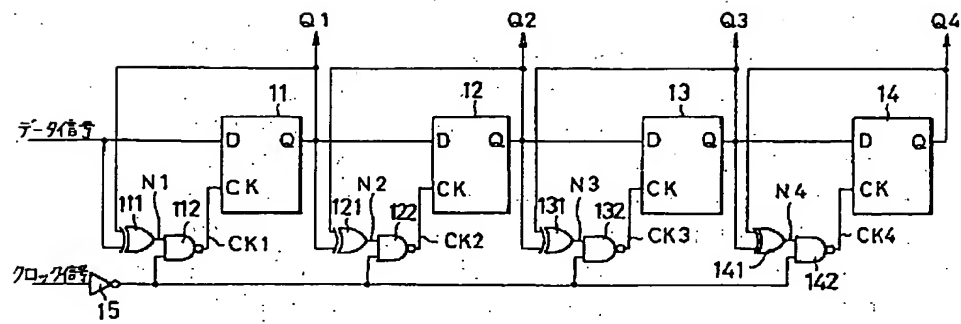 Q1 Q2 Q3 Q4
11 12 13 14
データ信号 D Q D Q D Q D Q
CK CK CK CK
N1 N2 N3 N4
111 112 121 122 131 132
CK1 CK2 CK3 CK4
141
クロック信号 142
15